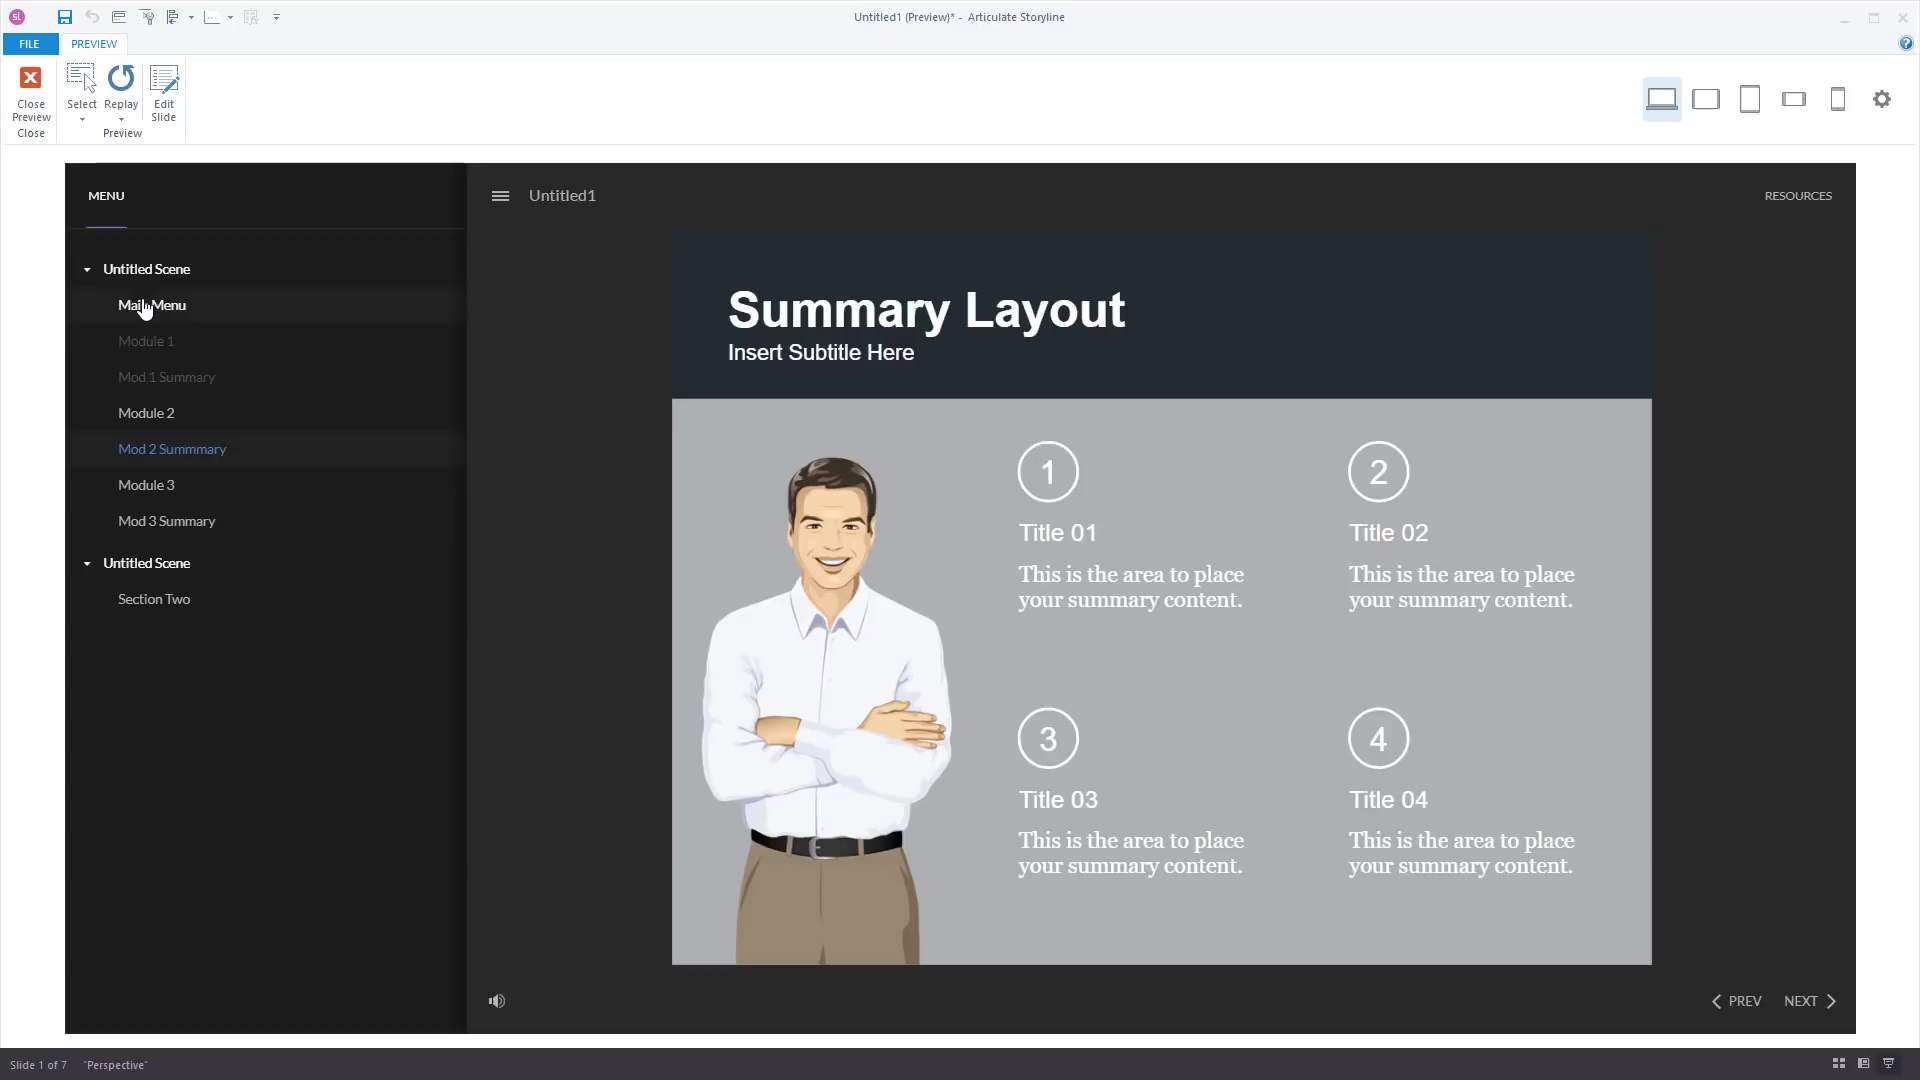 sl
Untitled1 (Preview)* - Articulate Storyline
FILE
PREVIEW
?
Close
Preview
Select
Replay
Edit
Slide
Close
Preview
MENU
Untitled1
RESOURCES
Untitled Scene
Main Menu
Module 1
Mod 1 Summary
Module 2
Mod 2 Summmary
Module 3
Mod 3 Summary
Untitled Scene
Section Two
Summary Layout
Insert Subtitle Here
1
Title 01
This is the area to place
your summary content.
2
Title 02
This is the area to place
your summary content.
3
Title 03
This is the area to place
your summary content.
4
Title 04
This is the area to place
your summary content.
PREV
NEXT
Slide 1 of 7
"Perspective"